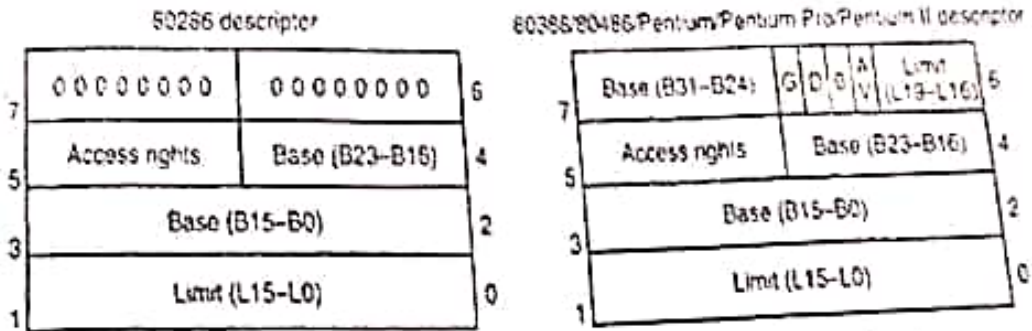 80286 descriptor
7 00000000 00000000 6
5 Access rights Base (B23–B16) 4
3 Base (B15–B0) 2
1 Limit (L15–L0) 0
80386/80486/Pentium/Pentium Pro/Pentium II descriptor
7 Base (B31–B24) G D 0 AV Limit (L19–L16) 6
5 Access rights Base (B23–B16) 4
3 Base (B15–B0) 2
1 Limit (L15–L0) 0